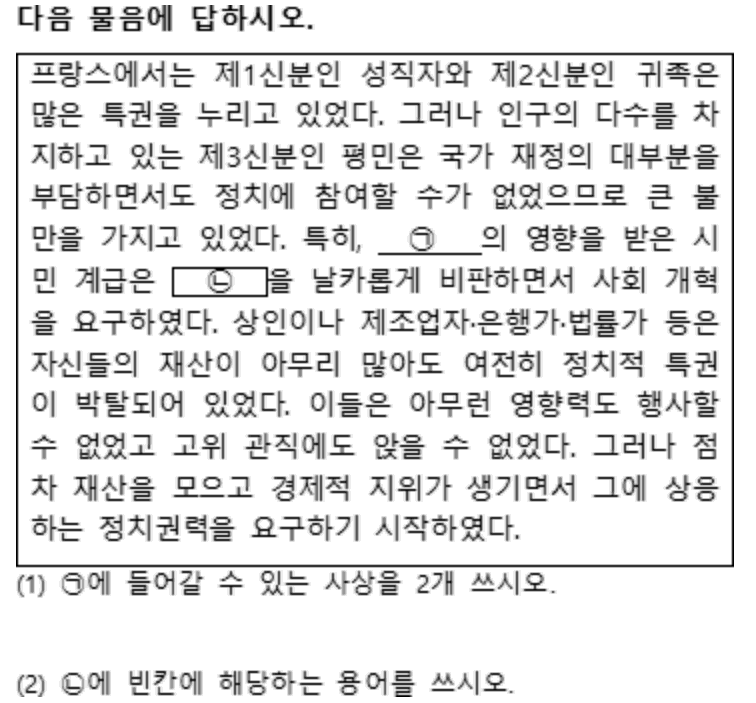 다음 물음에 답하시오.
프랑스에서는 제1신분인 성직자와 제2신분인 귀족은
많은 특권을 누리고 있었다. 그러나 인구의 다수를 차
지하고 있는 제3신분인 평민은 국가 재정의 대부분을
부담하면서도 정치에 참여할 수가 없었으므로 큰 불
만을 가지고 있었다. 특히, ㉠ 의 영향을 받은 시
민 계급은 ㉡ 을 날카롭게 비판하면서 사회 개혁
을 요구하였다. 상인이나 제조업자·은행가·법률가 등은
자신들의 재산이 아무리 많아도 여전히 정치적 특권
이 박탈되어 있었다. 이들은 아무런 영향력도 행사할
수 없었고 고위 관직에도 앉을 수 없었다. 그러나 점
차 재산을 모으고 경제적 지위가 생기면서 그에 상응
하는 정치권력을 요구하기 시작하였다.
(1) ㉠에 들어갈 수 있는 사상을 2개 쓰시오.
(2) ㉡에 빈칸에 해당하는 용어를 쓰시오.